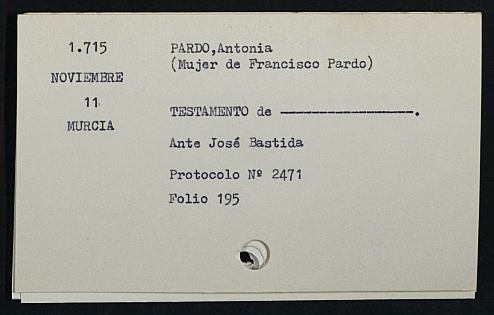 1.715
NOVIEMBRE
11
MURCIA
PARDO,Antonia
(Mujer de Francisco Pardo)
TESTAMENTO de ————————————.
Ante José Bastida
Protocolo Nº 2471
Folio 195